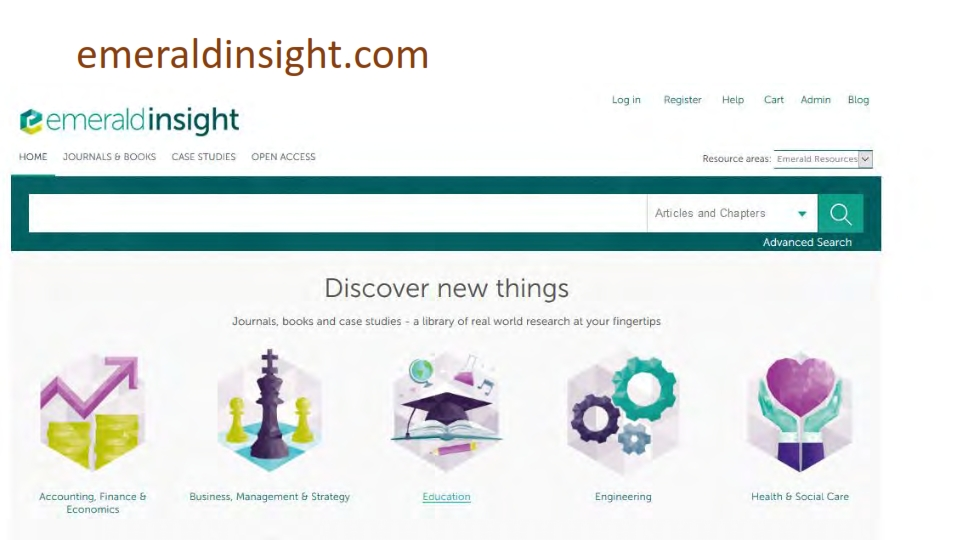 emeraldinsight.com
Log in Register Help Cart Admin Blog
emeraldinsight
HOME JOURNALS & BOOKS CASE STUDIES OPEN ACCESS
Resource areas: Emerald Resources
Articles and Chapters
Advanced Search
Discover new things
Journals, books and case studies - a library of real world research at your fingertips
Accounting, Finance & Economics
Business, Management & Strategy
Education
Engineering
Health & Social Care